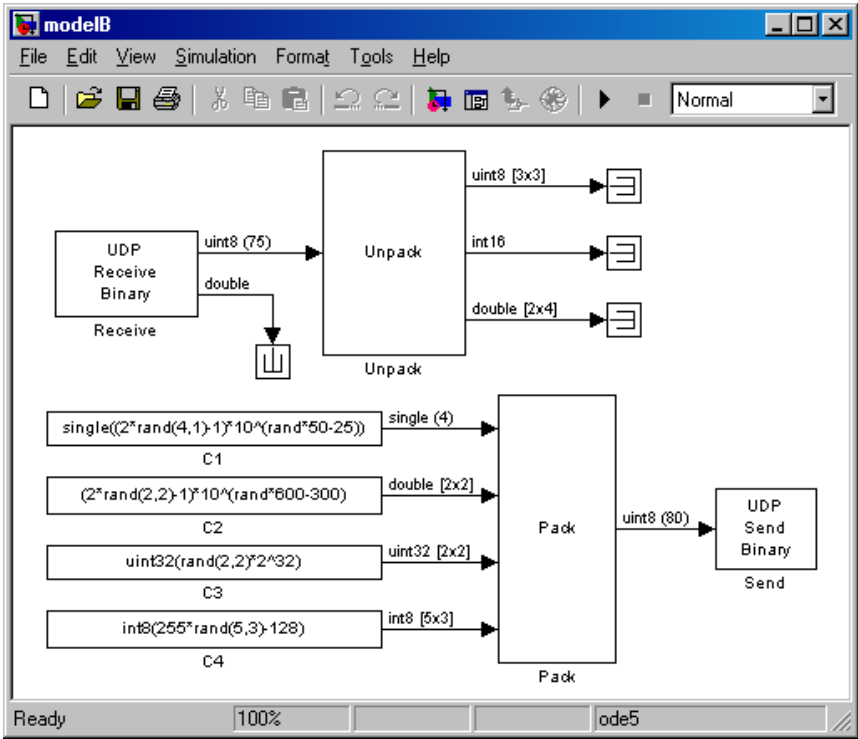 modelB
File Edit View Simulation Format Tools Help
Normal
UDP
Receive
Binary
Receive
uint8 (75)
double
Unpack
Unpack
uint8 [3x3]
int16
double [2x4]
single((2*rand(4,1)-1)*10^(rand*50-25))
C1
single (4)
(2*rand(2,2)-1)*10^(rand*600-300)
C2
double [2x2]
uint32(rand(2,2)*2^32)
C3
uint32 [2x2]
int8(255*rand(5,3)-128)
C4
int8 [5x3]
Pack
Pack
uint8 (80)
UDP
Send
Binary
Send
Ready 100% ode5